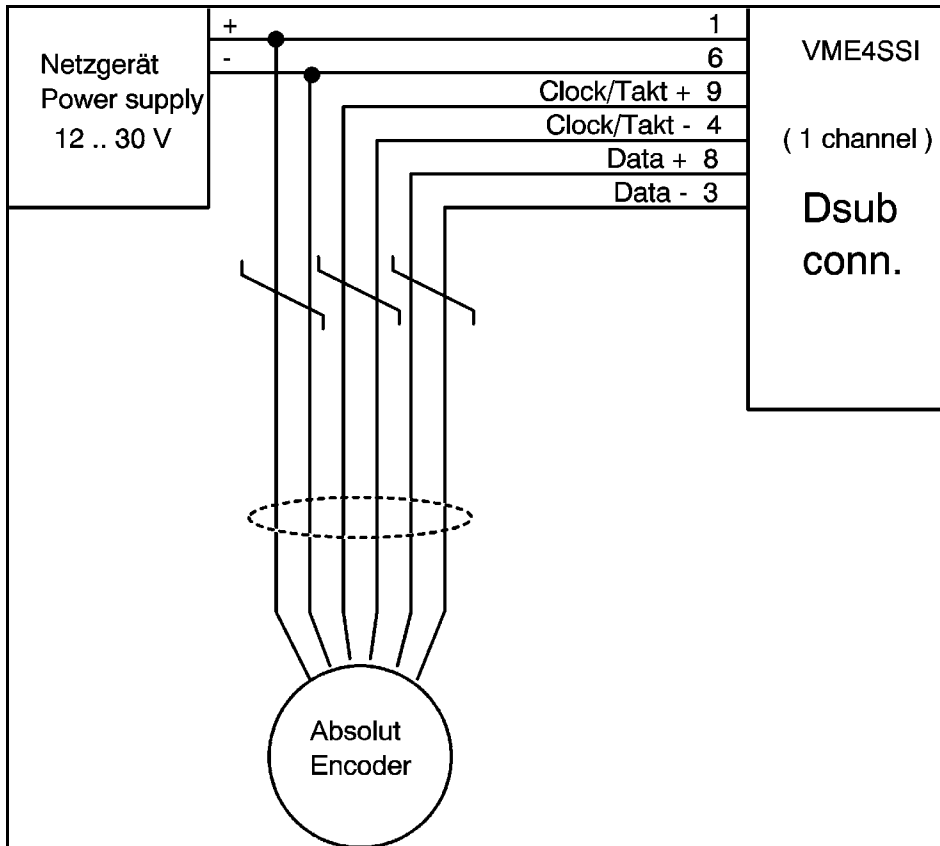 Netzgerät
Power supply
12 .. 30 V
+
-
1
6
Clock/Takt + 9
Clock/Takt - 4
Data + 8
Data - 3
VME4SSI
( 1 channel )
Dsub
conn.
Absolut
Encoder